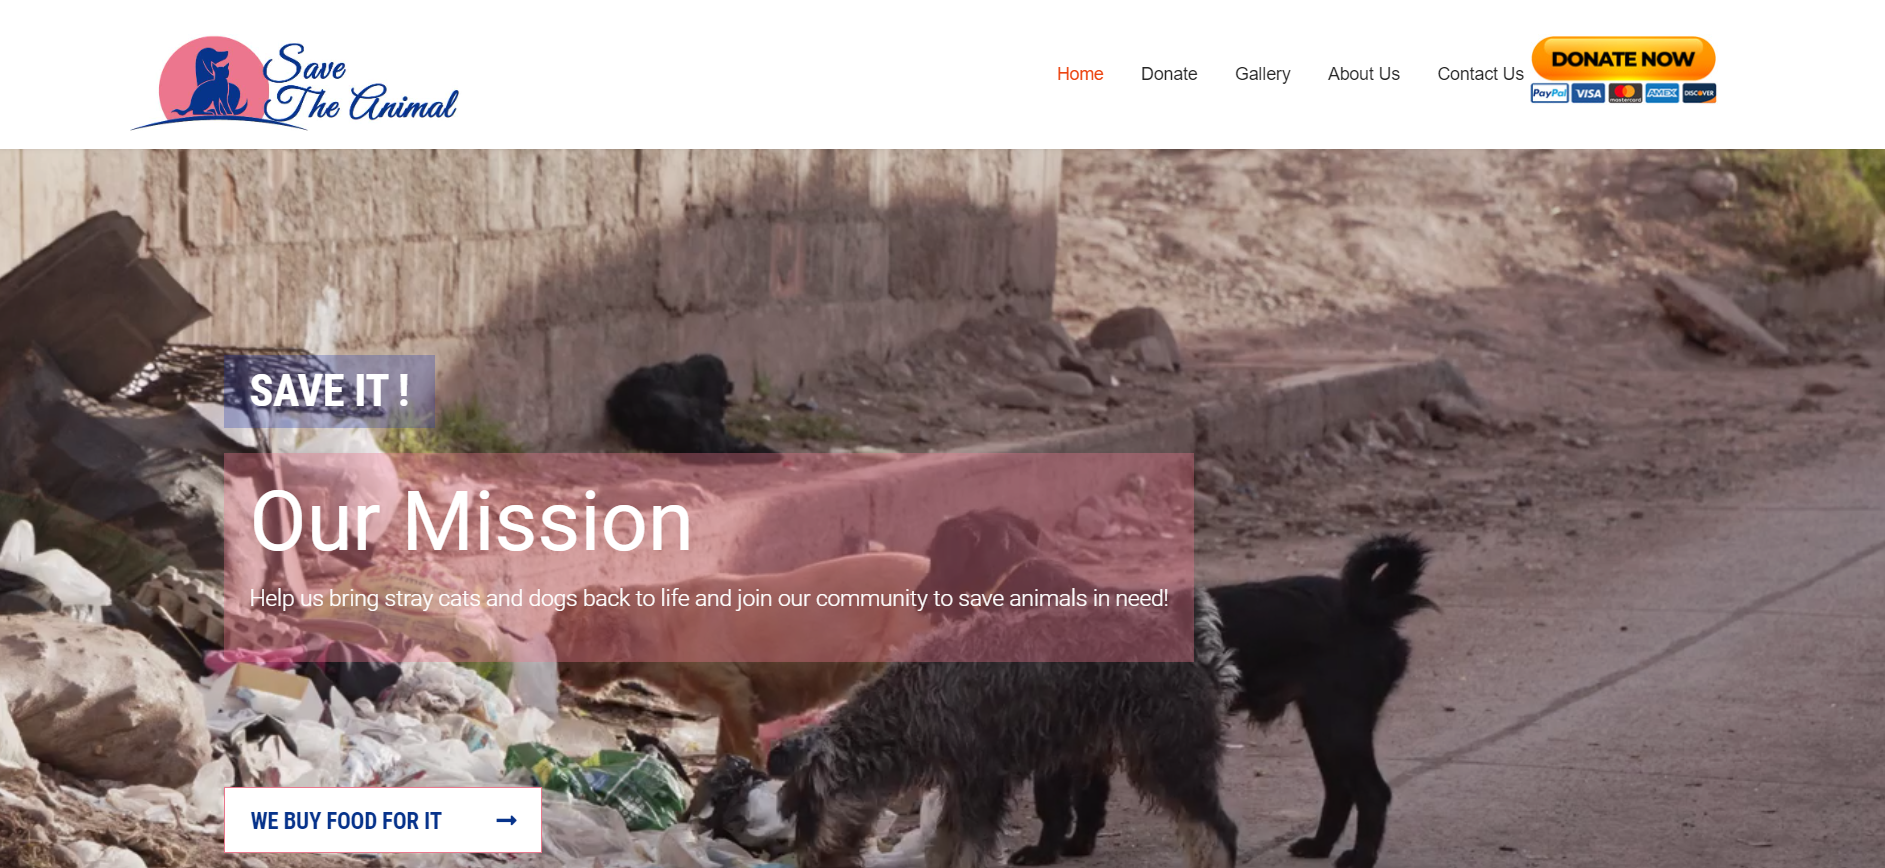 Save
The Animal
Home Donate Gallery About Us Contact Us
DONATE NOW
PayPal VISA mastercard AMEX DISCOVER
SAVE IT !
Our Mission
Help us bring stray cats and dogs back to life and join our community to save animals in need!
WE BUY FOOD FOR IT